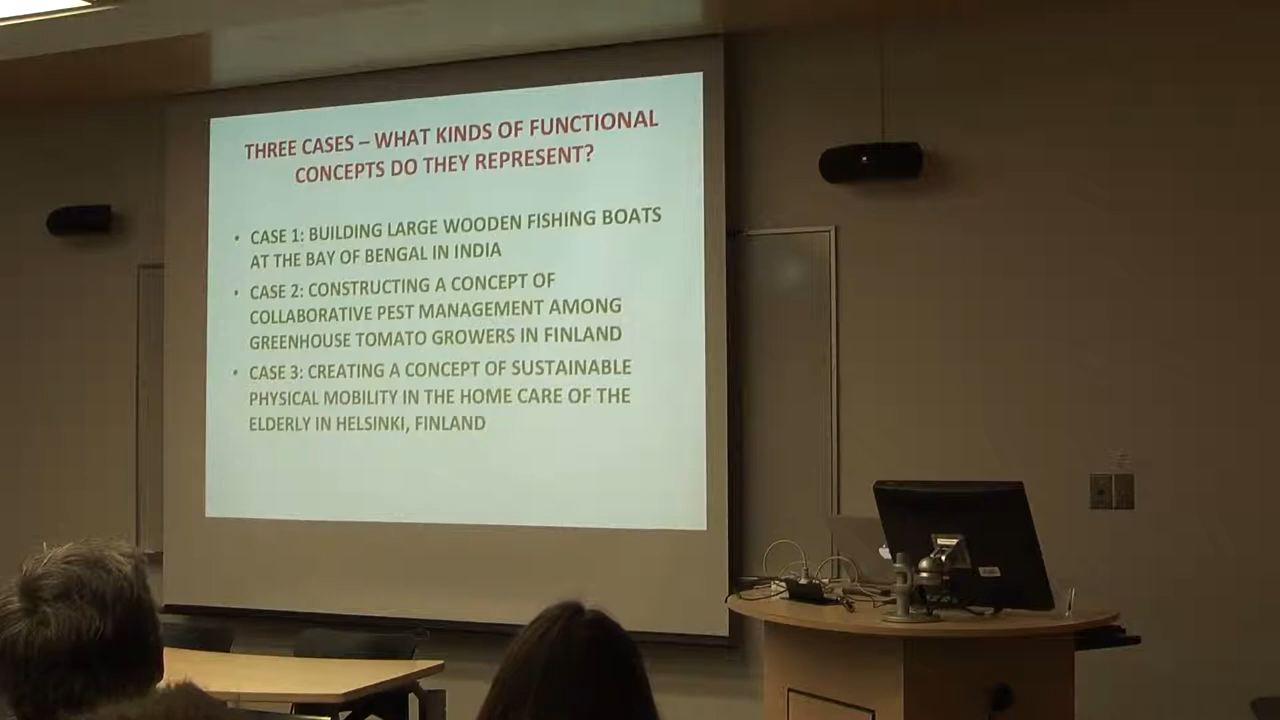 THREE CASES – WHAT KINDS OF FUNCTIONAL
CONCEPTS DO THEY REPRESENT?
• CASE 1: BUILDING LARGE WOODEN FISHING BOATS
AT THE BAY OF BENGAL IN INDIA
• CASE 2: CONSTRUCTING A CONCEPT OF
COLLABORATIVE PEST MANAGEMENT AMONG
GREENHOUSE TOMATO GROWERS IN FINLAND
• CASE 3: CREATING A CONCEPT OF SUSTAINABLE
PHYSICAL MOBILITY IN THE HOME CARE OF THE
ELDERLY IN HELSINKI, FINLAND